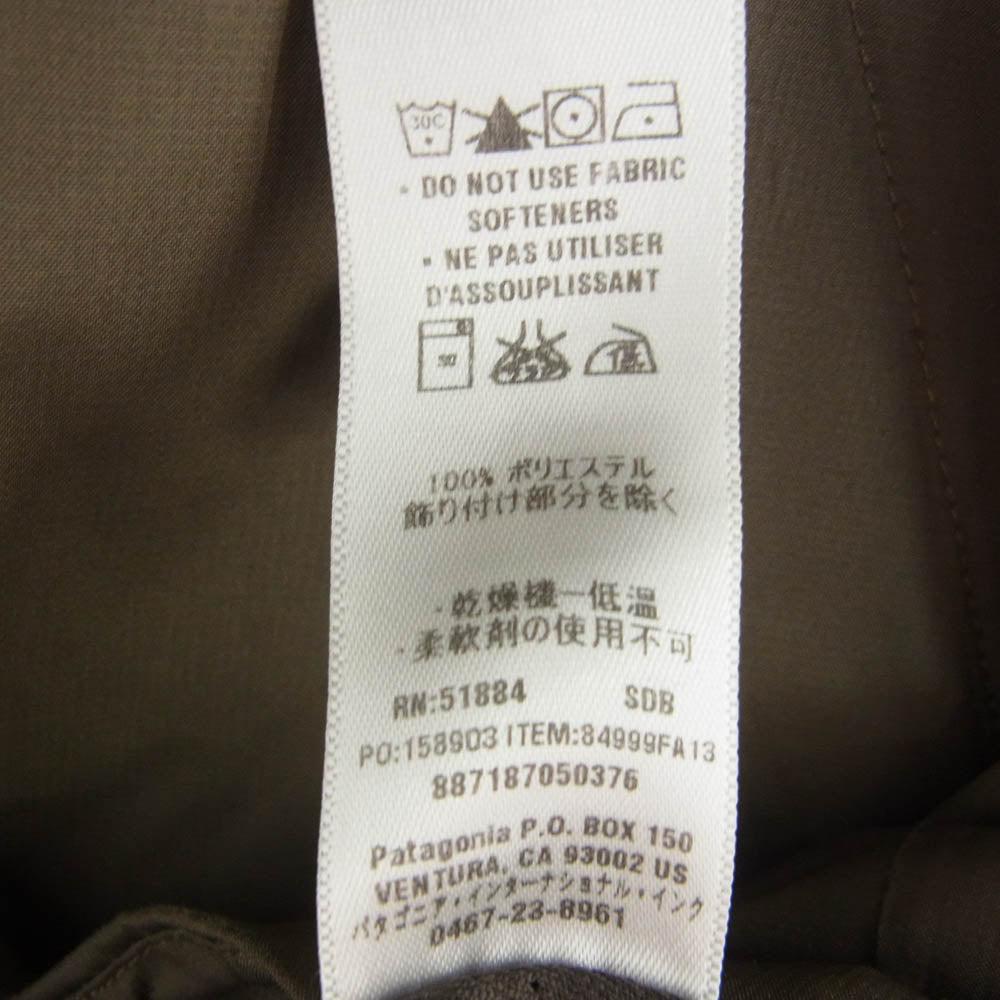 30C
· DO NOT USE FABRIC
SOFTENERS
· NE PAS UTILISER
D'ASSOUPLISSANT
30 低
100% ポリエステル
飾り付け部分を除く
· 乾燥機一低温
· 柔軟剤の使用不可
RN:51884 SDB
PO:158903 ITEM:84999FA13
887187050376
Patagonia P.O. BOX 150
VENTURA, CA 93002 US
パタゴニア・インターナショナル・インク
0467-23-8961